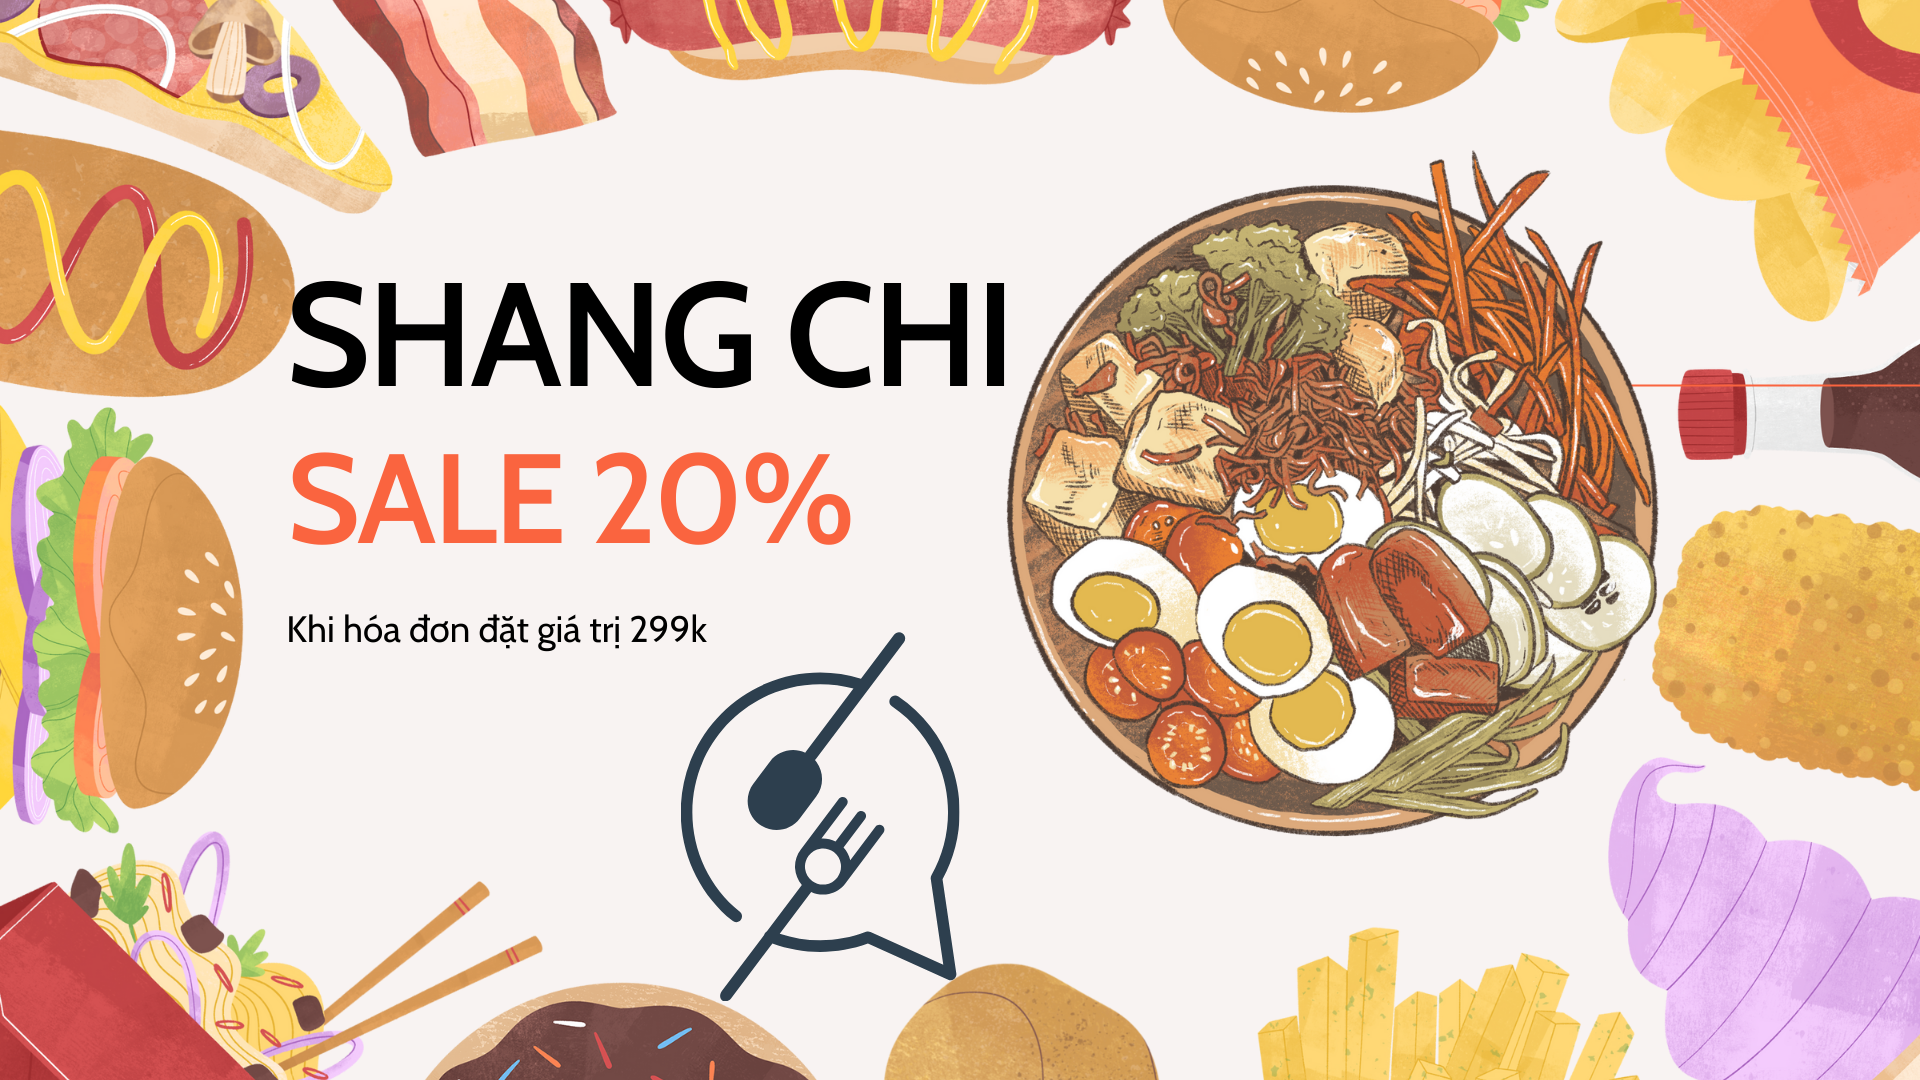 SHANG CHI
SALE 20%
Khi hóa đơn đặt giá trị 299k